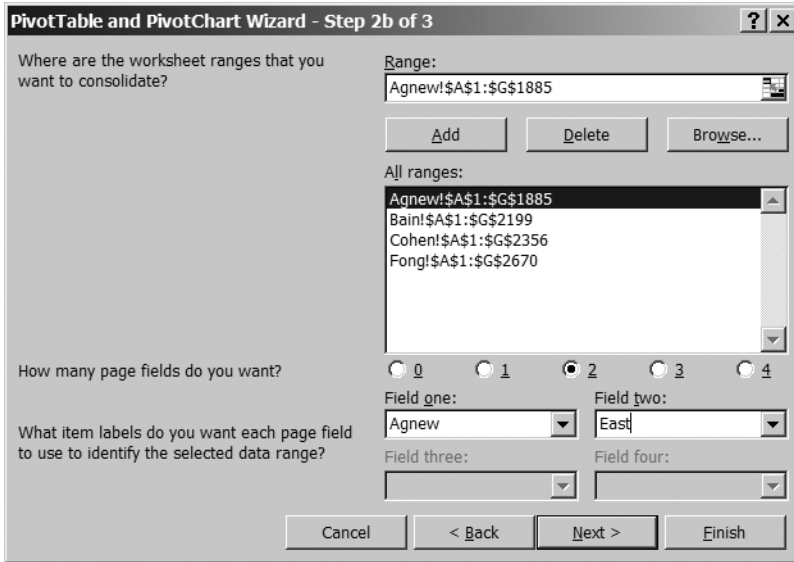 PivotTable and PivotChart Wizard - Step 2b of 3
? ×
Where are the worksheet ranges that you
want to consolidate?
Range:
Agnew!$A$1:$G$1885
Add
Delete
Browse...
All ranges:
Agnew!$A$1:$G$1885
Bain!$A$1:$G$2199
Cohen!$A$1:$G$2356
Fong!$A$1:$G$2670
How many page fields do you want?
0 1 2 3 4
What item labels do you want each page field
to use to identify the selected data range?
Field one:
Agnew
Field two:
East
Field three:
Field four:
Cancel
< Back
Next >
Finish